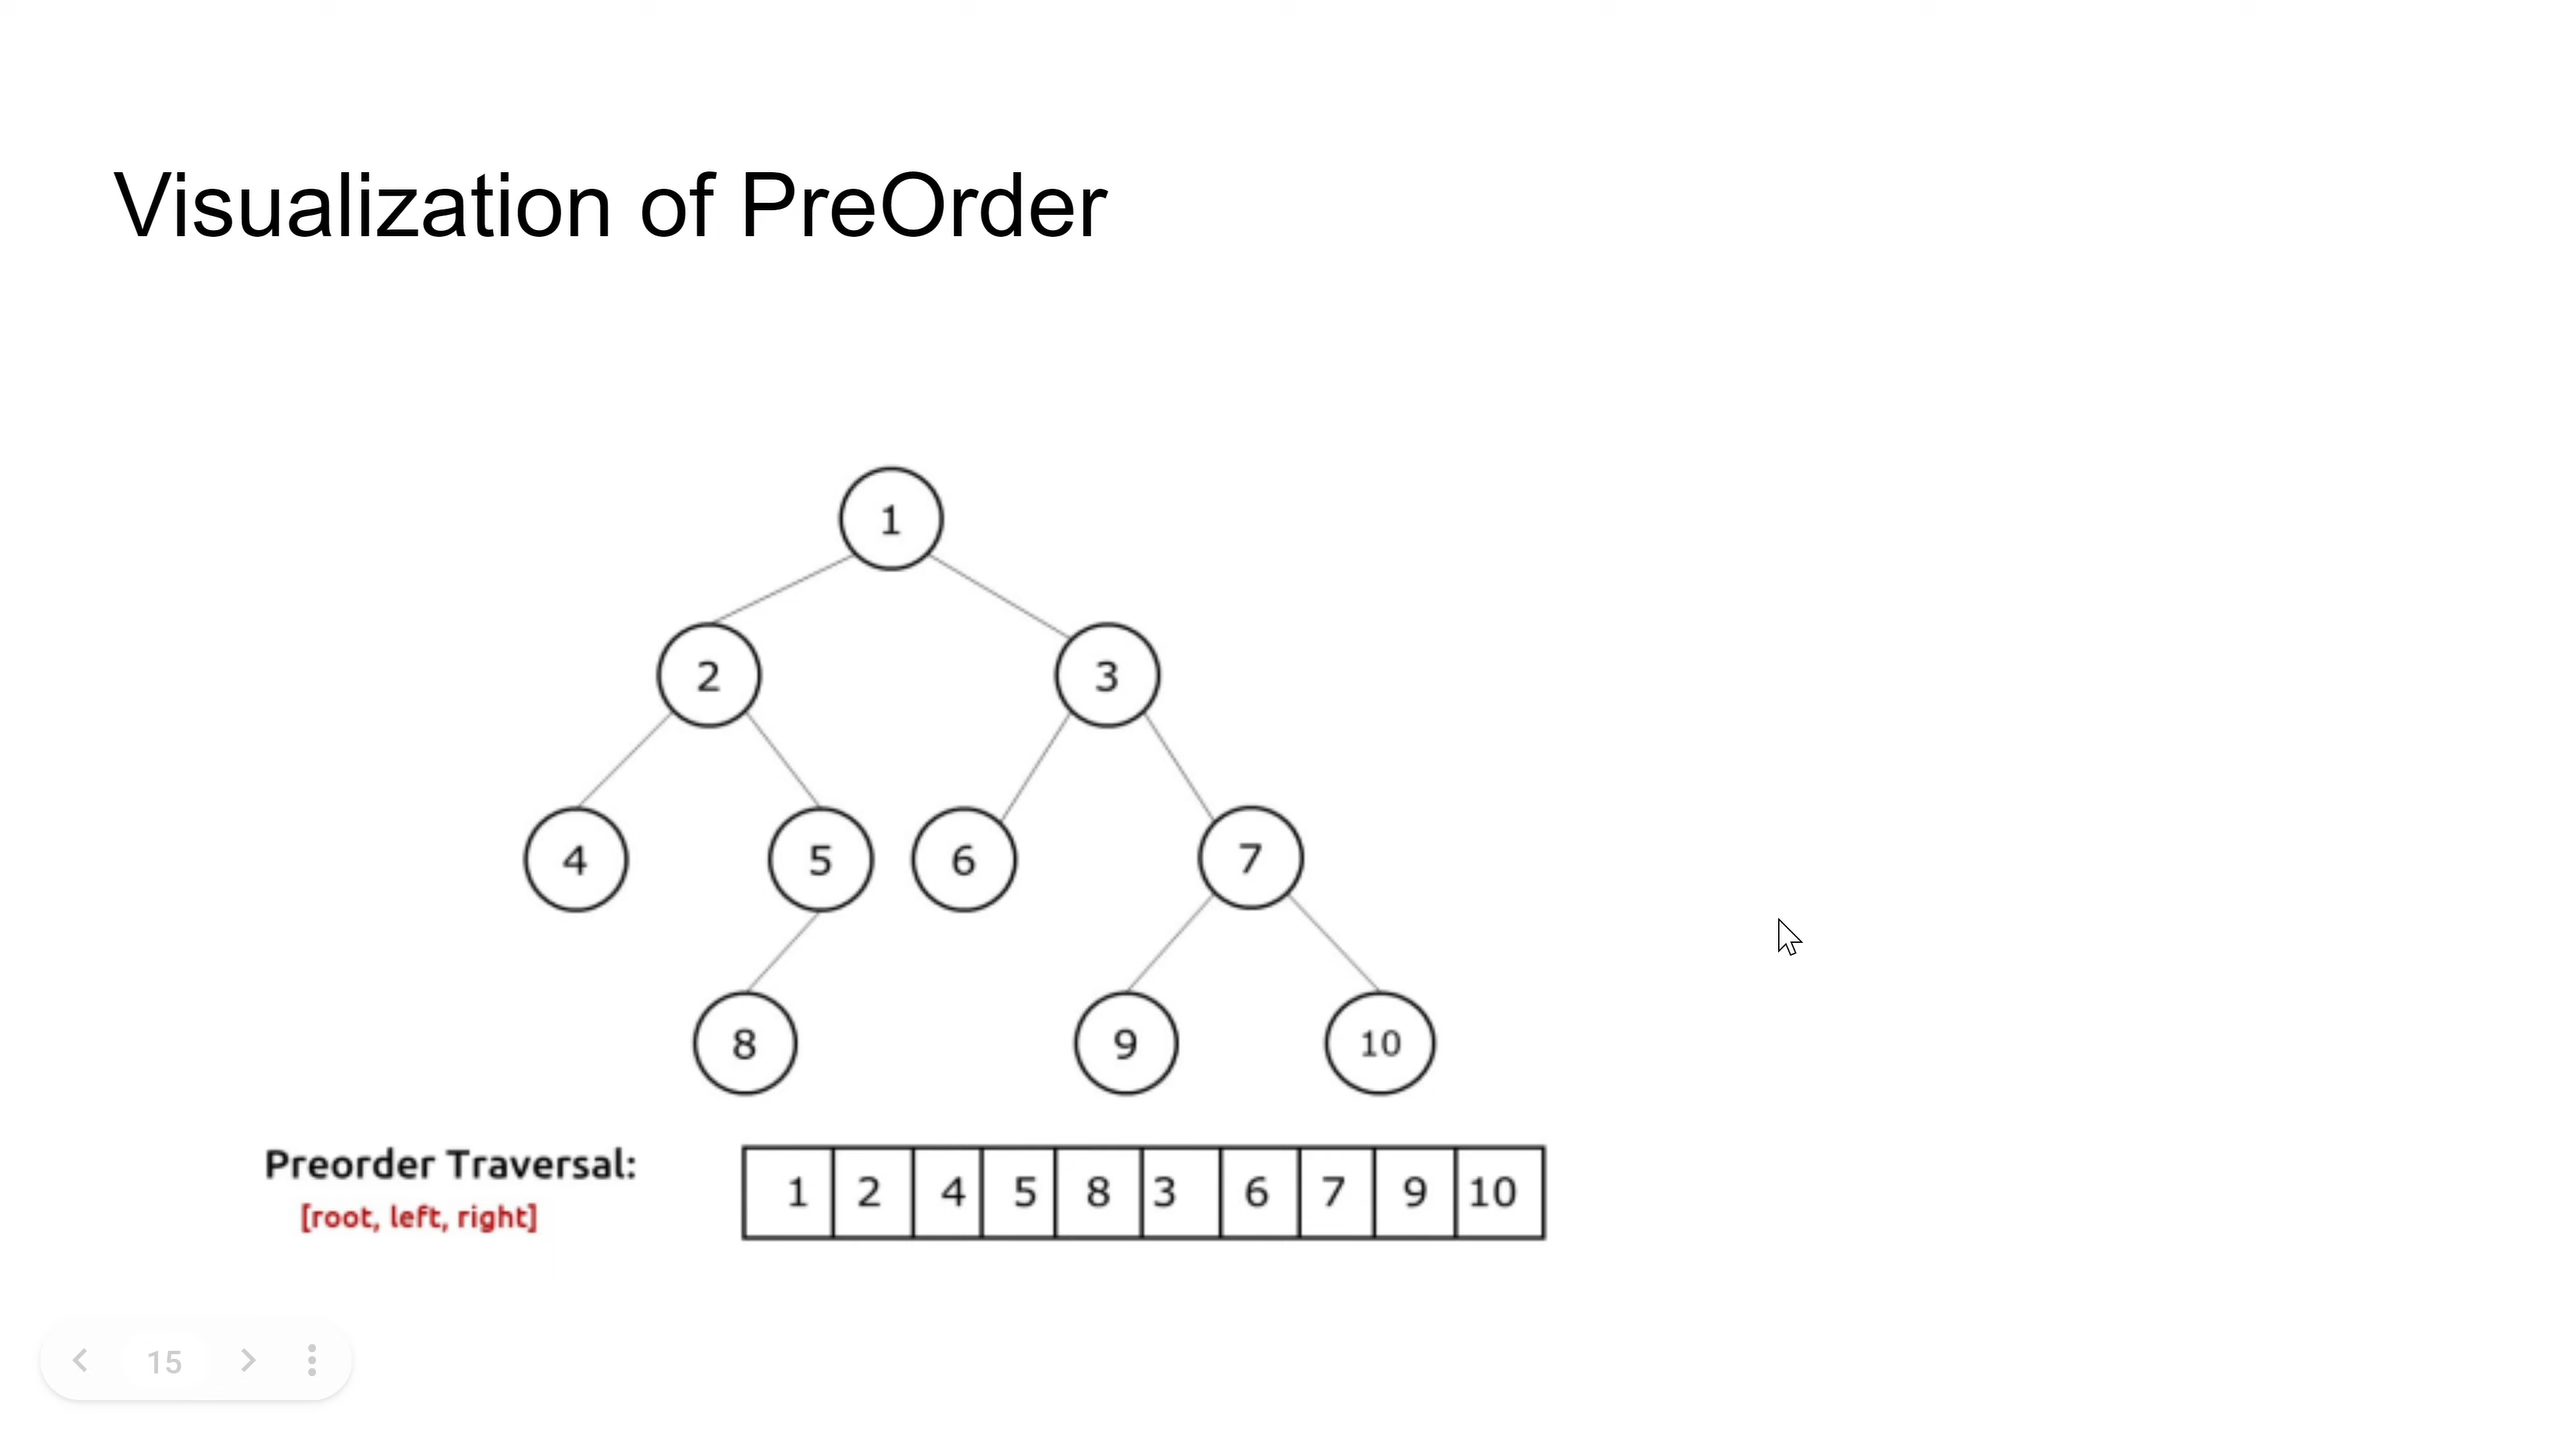 Visualization of PreOrder
1
2 3
4 5 6 7
8 9 10
Preorder Traversal:
[root, left, right]
1 2 4 5 8 3 6 7 9 10
15